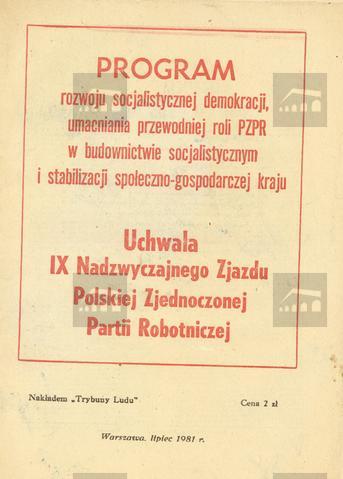 PROGRAM
rozwoju socjalistycznej demokracji,
umacniania przewodniej roli PZPR
w budownictwie socjalistycznym
i stabilizacji społeczno-gospodarczej kraju
Uchwala
IX Nadzwyczajnego Zjazdu
Polskiej Zjednoczonej
Partii Robotniczej
Nakładem „Trybuny Ludu"
Cena 2 zł
Warszawa, lipiec 1981 r.